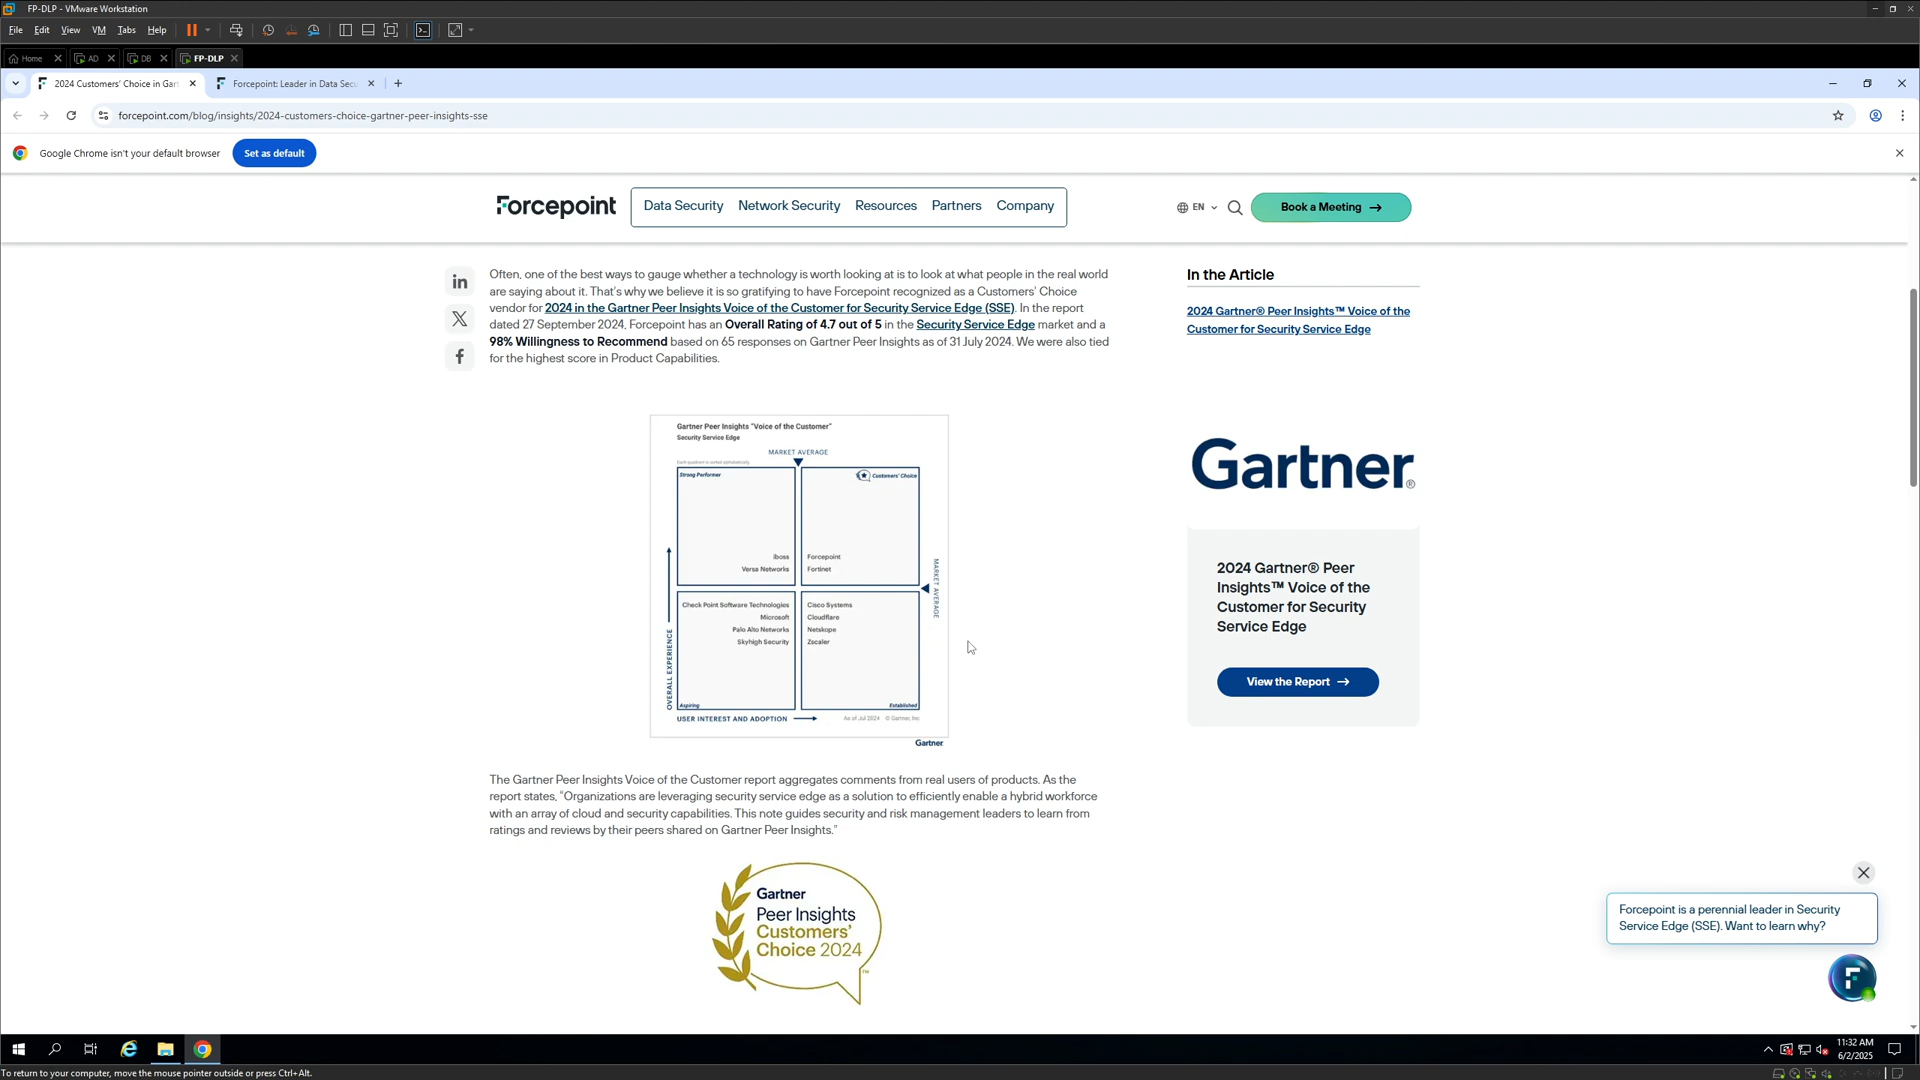 FP-DLP - VMware Workstation
File Edit View VM Tabs Help
Home AD DB FP-DLP
2024 Customers' Choice in Gar Forcepoint: Leader in Data Secu
forcepoint.com/blog/insights/2024-customers-choice-gartner-peer-insights-sse
Google Chrome isn't your default browser Set as default
Forcepoint Data Security Network Security Resources Partners Company EN Book a Meeting →
Often, one of the best ways to gauge whether a technology is worth looking at is to look at what people in the real world
are saying about it. That's why we believe it is so gratifying to have Forcepoint recognized as a Customers' Choice
vendor for 2024 in the Gartner Peer Insights Voice of the Customer for Security Service Edge (SSE). In the report
dated 27 September 2024, Forcepoint has an Overall Rating of 4.7 out of 5 in the Security Service Edge market and a
98% Willingness to Recommend based on 65 responses on Gartner Peer Insights as of 31 July 2024. We were also tied
for the highest score in Product Capabilities.
In the Article
2024 Gartner® Peer Insights™ Voice of the
Customer for Security Service Edge
Gartner Peer Insights "Voice of the Customer"
Security Service Edge
MARKET AVERAGE
Each quadrant is sorted alphabetically.
Strong Performer
Customers' Choice
iboss
Versa Networks
Forcepoint
Fortinet
MARKET AVERAGE
Check Point Software Technologies
Microsoft
Palo Alto Networks
Skyhigh Security
Cisco Systems
Cloudflare
Netskope
Zscaler
OVERALL EXPERIENCE
Aspiring
Established
USER INTEREST AND ADOPTION
As of Jul 2024 © Gartner, Inc
Gartner
Gartner®
2024 Gartner® Peer
Insights™ Voice of the
Customer for Security
Service Edge
View the Report →
The Gartner Peer Insights Voice of the Customer report aggregates comments from real users of products. As the
report states, "Organizations are leveraging security service edge as a solution to efficiently enable a hybrid workforce
with an array of cloud and security capabilities. This note guides security and risk management leaders to learn from
ratings and reviews by their peers shared on Gartner Peer Insights."
Gartner
Peer Insights
Customers'
Choice 2024
™
Forcepoint is a perennial leader in Security
Service Edge (SSE). Want to learn why?
11:32 AM
6/2/2025
To return to your computer, move the mouse pointer outside or press Ctrl+Alt.